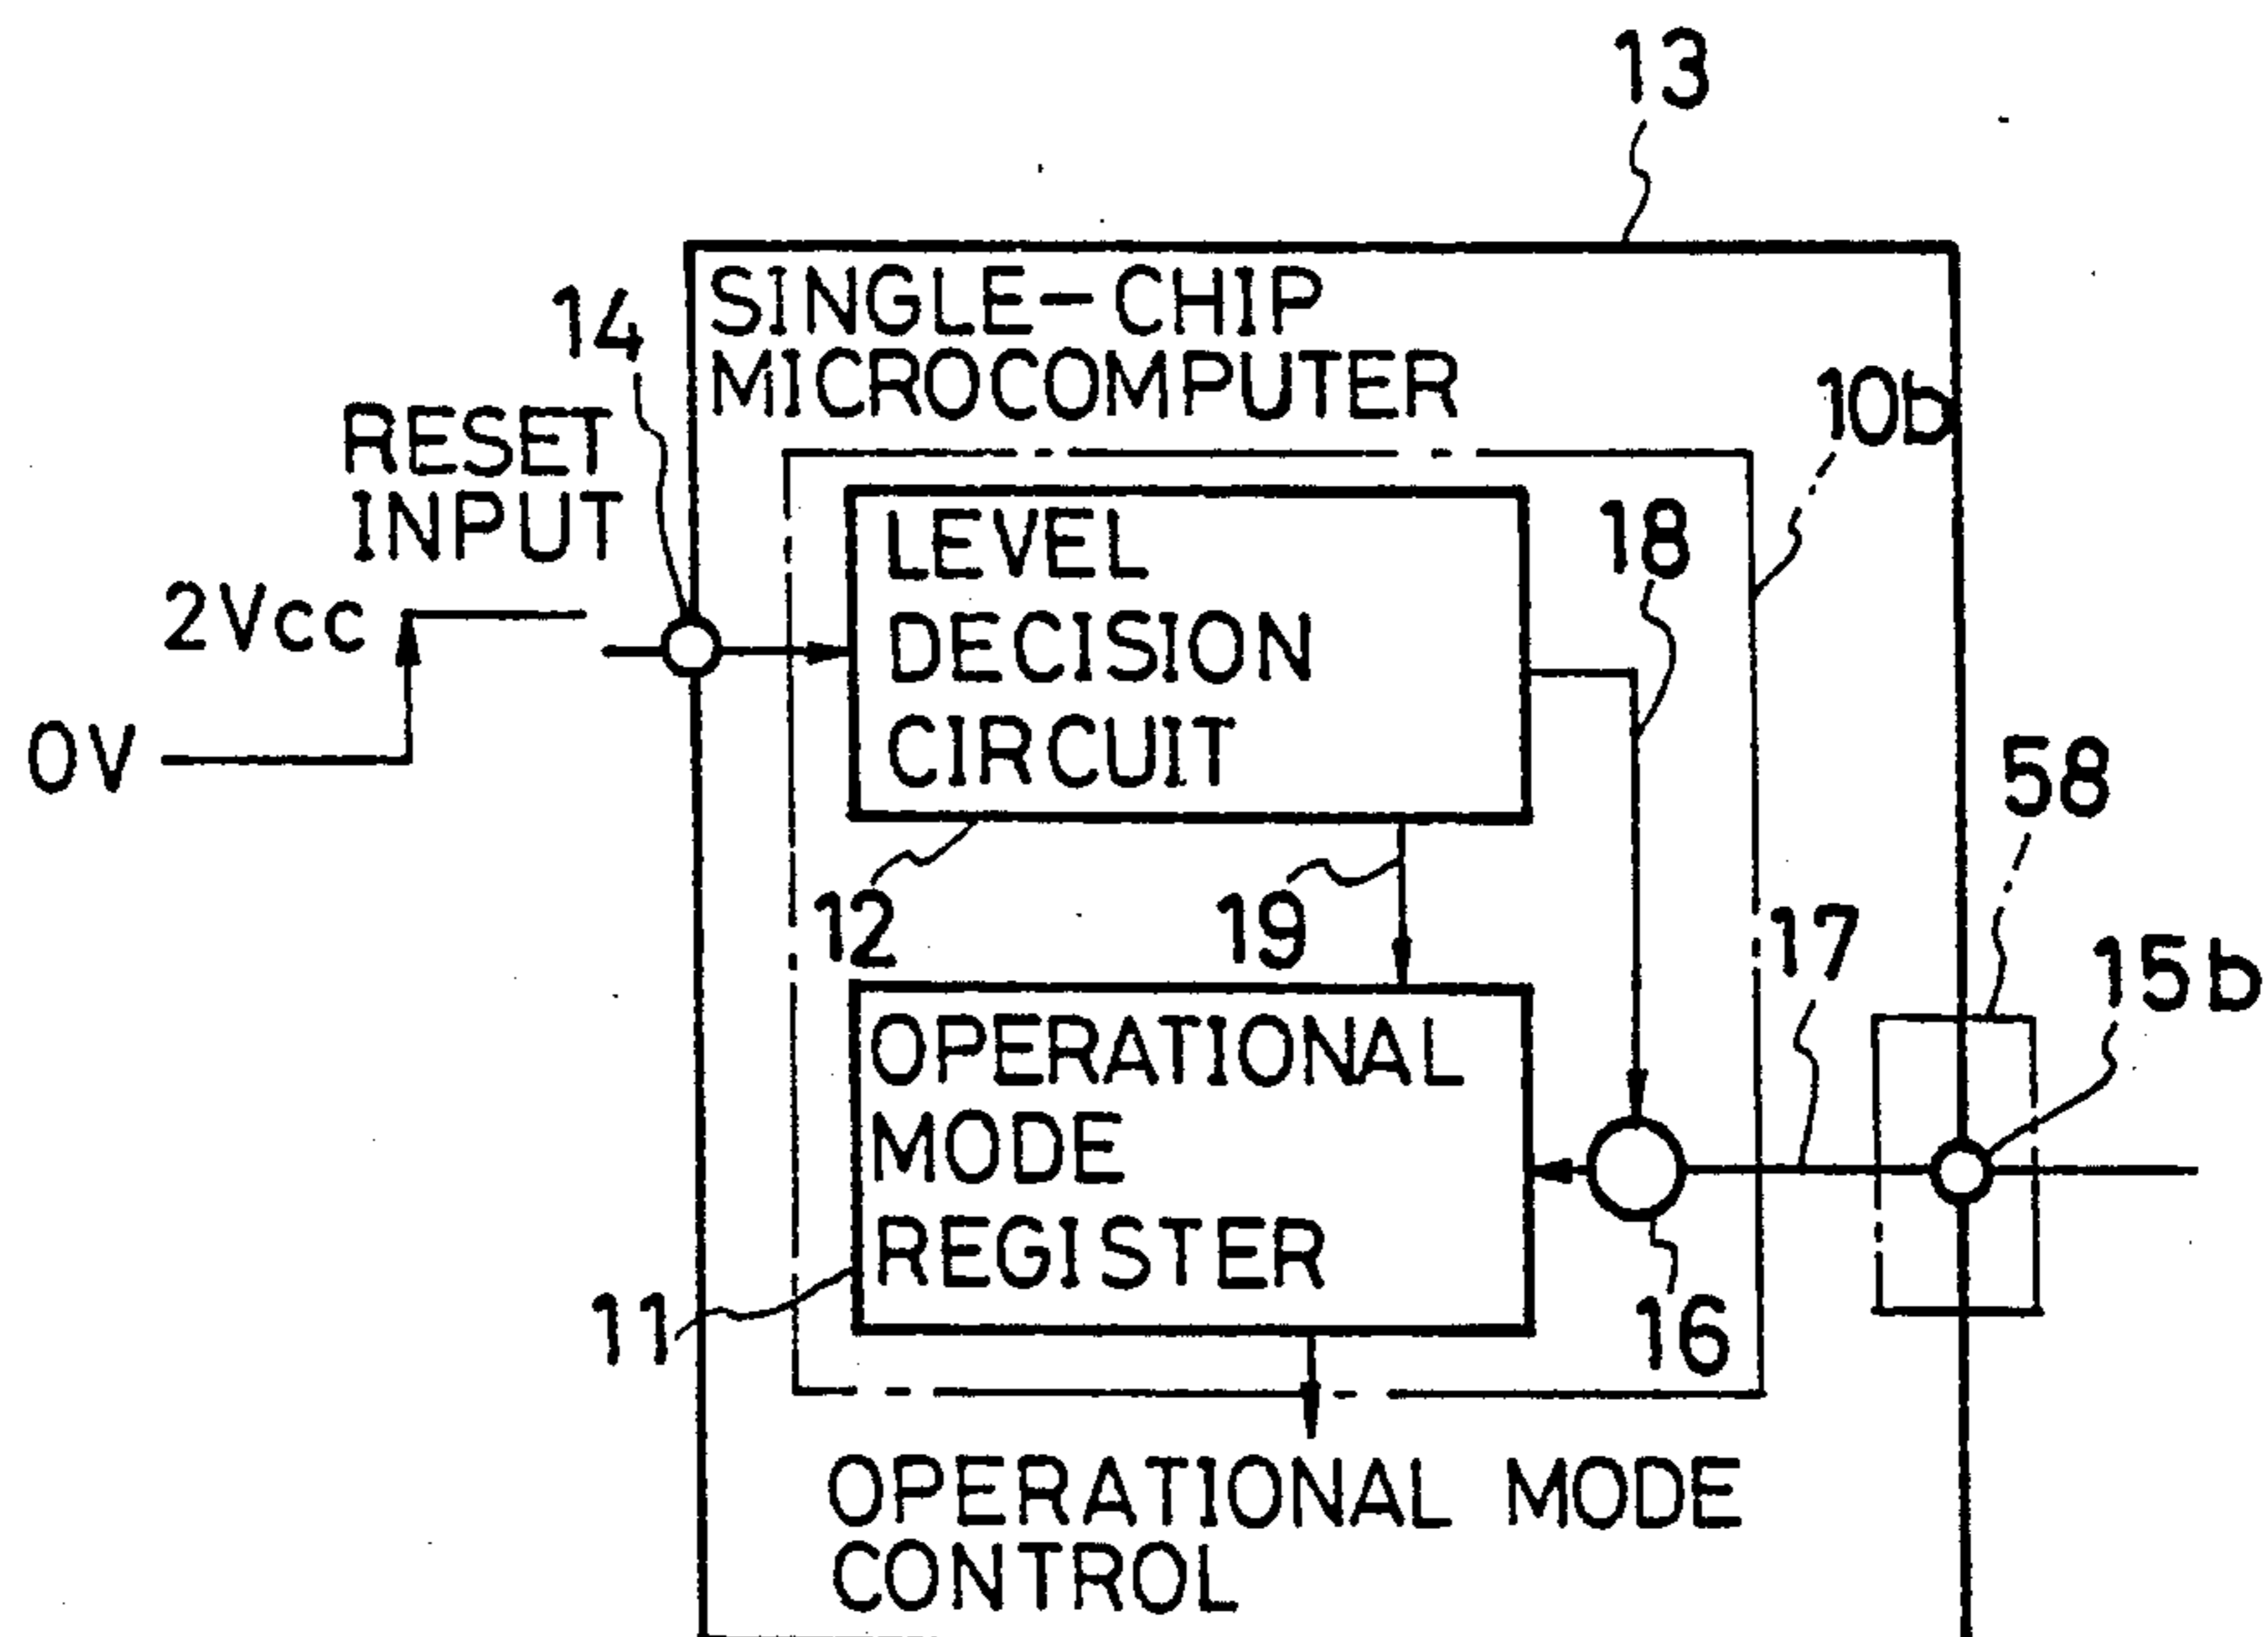 13
SINGLE-CHIP
MICROCOMPUTER
14
10b
RESET
INPUT
LEVEL
DECISION
CIRCUIT
18
2Vcc
0V
58
12
19
17
15b
OPERATIONAL
MODE
REGISTER
11
16
OPERATIONAL MODE
CONTROL